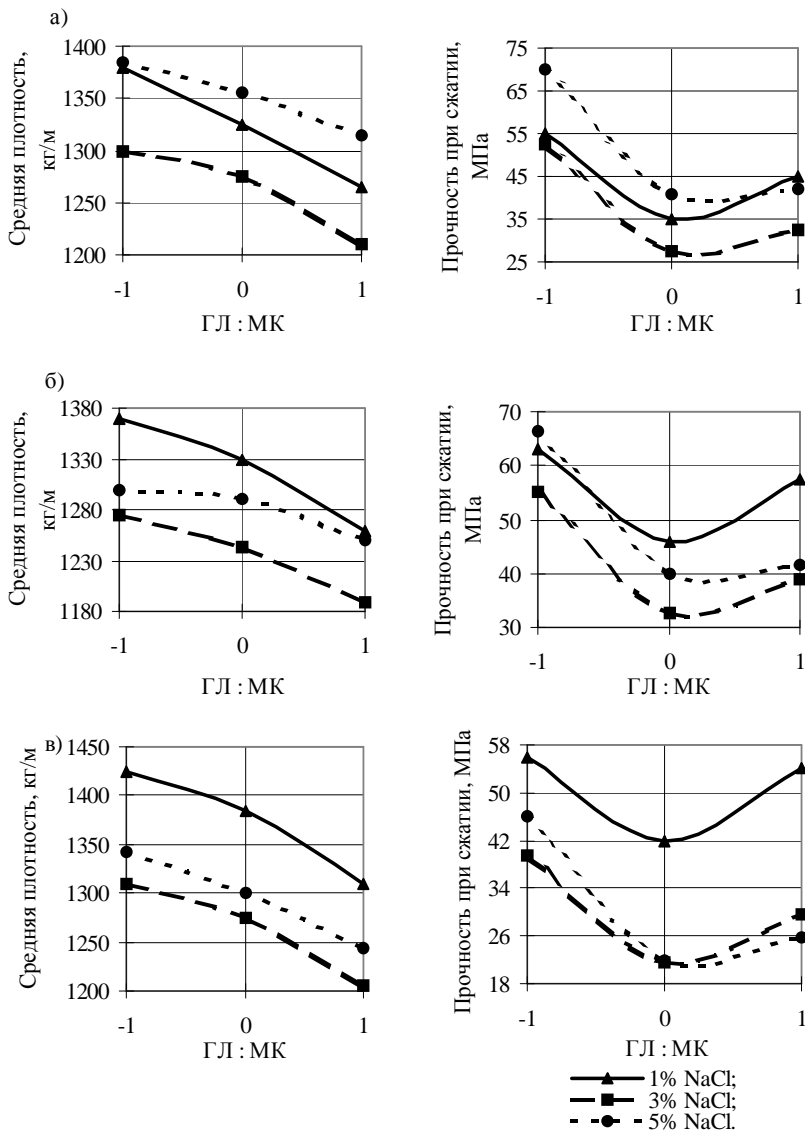 а)
Средняя плотность,
кг/м
1400
1350
1300
1250
1200
-1 0 1
ГЛ : МК
Прочность при сжатии,
МПа
75
65
55
45
35
25
-1 0 1
ГЛ : МК
б)
Средняя плотность,
кг/м
1380
1330
1280
1230
1180
-1 0 1
ГЛ : МК
Прочность при сжатии,
МПа
70
60
50
40
30
-1 0 1
ГЛ : МК
в)
Средняя плотность, кг/м
1450
1400
1350
1300
1250
1200
-1 0 1
ГЛ : МК
Прочность при сжатии, МПа
58
50
42
34
26
18
-1 0 1
ГЛ : МК
1% NaCl;
3% NaCl;
5% NaCl.